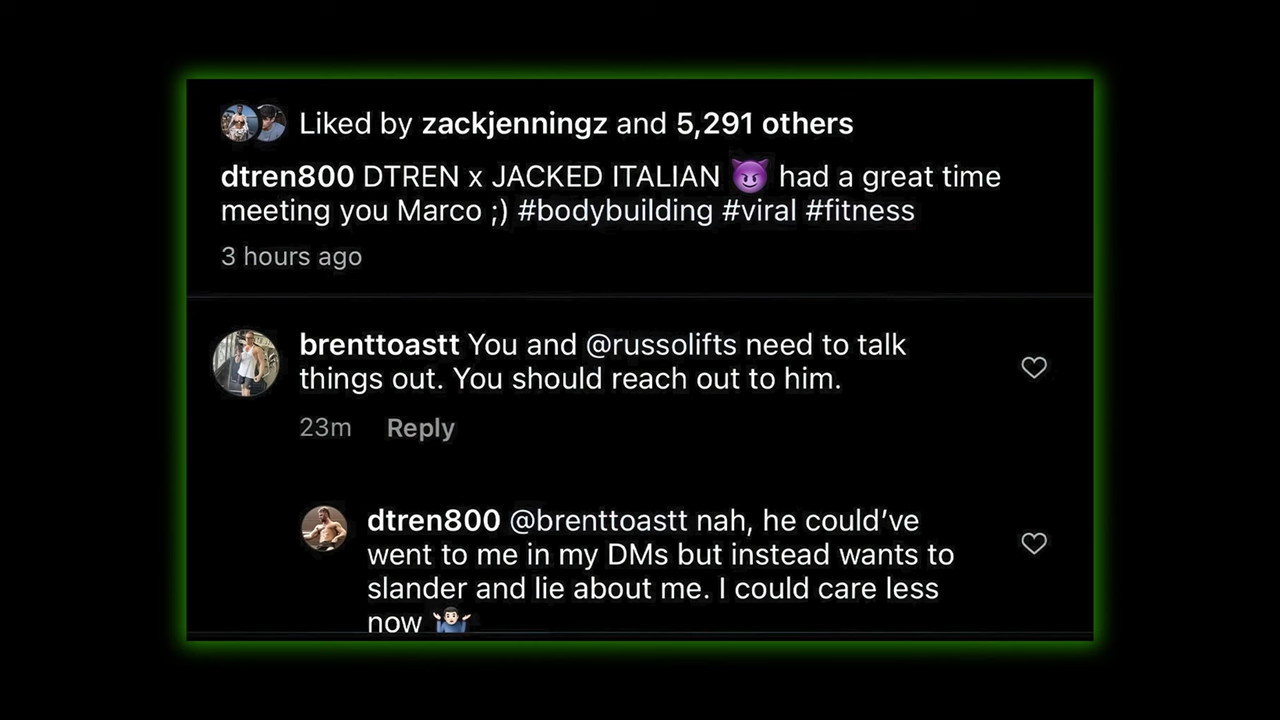 Liked by zackjenningz and 5,291 others
dtren800 DTREN x JACKED ITALIAN 😈 had a great time
meeting you Marco ;) #bodybuilding #viral #fitness
3 hours ago
brenttoastt You and @russolifts need to talk
things out. You should reach out to him.
23m Reply
dtren800 @brenttoastt nah, he could’ve
went to me in my DMs but instead wants to
slander and lie about me. I could care less
now 🤷🏻‍♂️